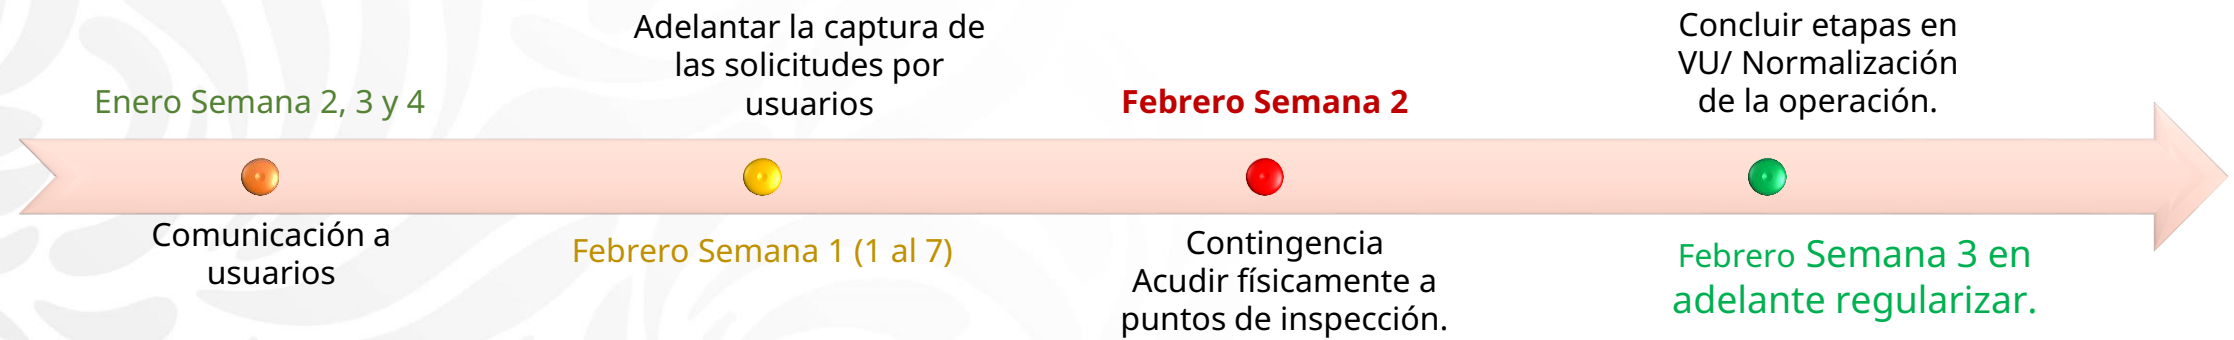 Enero Semana 2, 3 y 4
Comunicación a
usuarios
Adelantar la captura de
las solicitudes por
usuarios
Febrero Semana 1 (1 al 7)
Febrero Semana 2
Contingencia
Acudir físicamente a
puntos de inspección.
Concluir etapas en
VU/ Normalización
de la operación.
Febrero Semana 3 en
adelante regularizar.